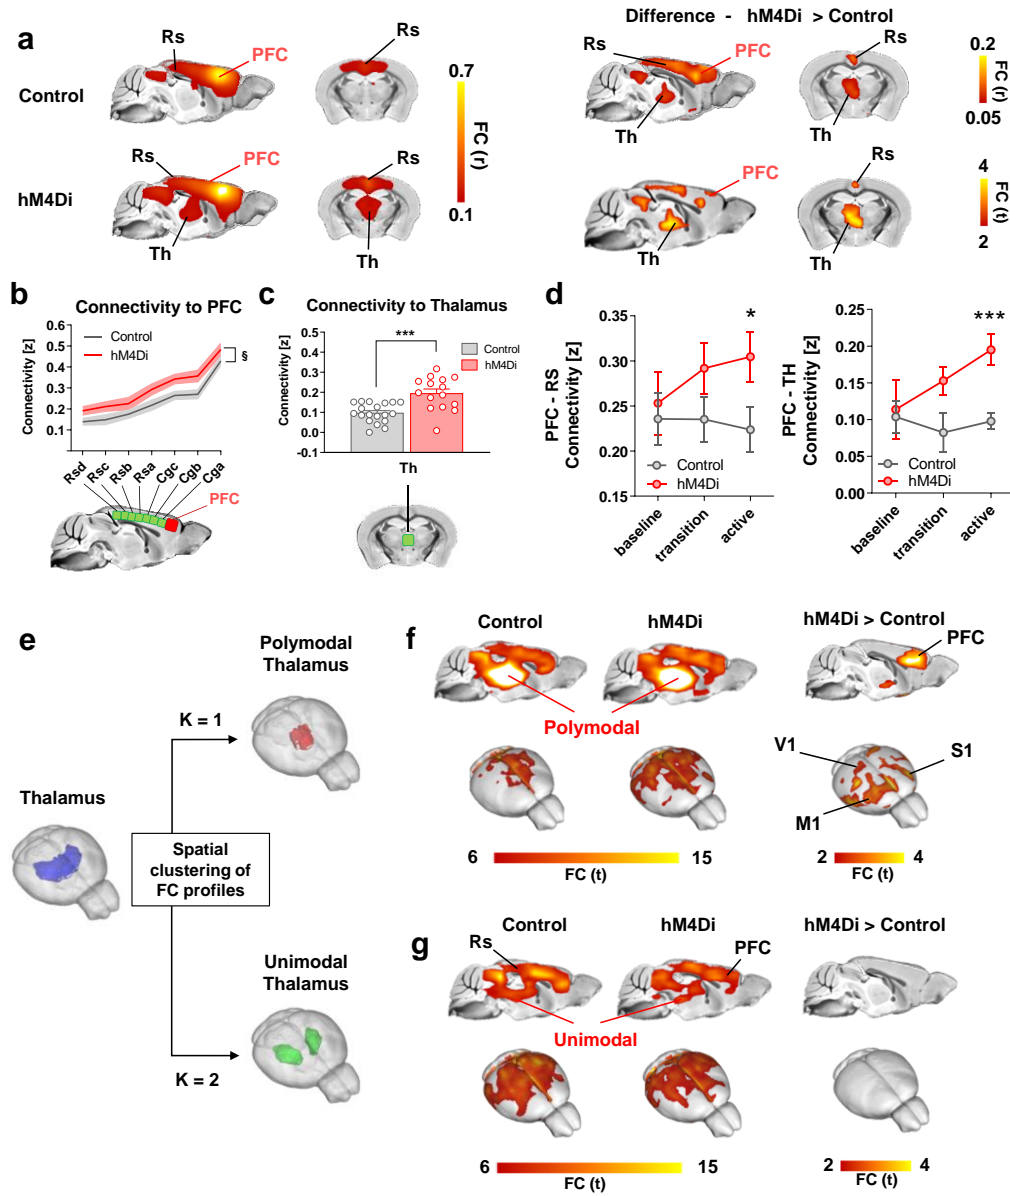 a
Control
Rs
PFC
Rs
0.7
FC (r)
0.1
hM4Di
Rs
PFC
Rs
Th
Th
Difference - hM4Di > Control
Rs
PFC
Rs
Th
Th
0.2
FC (r)
0.05
PFC
Rs
Th
Th
4
FC (t)
2
b
Connectivity to PFC
Connectivity [z]
0.6
0.5
0.4
0.3
0.2
0.1
Control
hM4Di
§
Rsd
Rsc
Rsb
Rsa
Cgc
Cgb
Cga
PFC
c
Connectivity to Thalamus
Connectivity [z]
0.5
0.4
0.3
0.2
0.1
0.0
-0.1
***
Control
hM4Di
Th
d
PFC - RS
Connectivity [z]
0.35
0.30
0.25
0.20
0.15
*
Control
hM4Di
baseline
transition
active
PFC - TH
Connectivity [z]
0.25
0.20
0.15
0.10
0.05
0.00
***
Control
hM4Di
baseline
transition
active
e
Thalamus
Spatial
clustering of
FC profiles
K = 1
Polymodal
Thalamus
K = 2
Unimodal
Thalamus
f
Control
hM4Di
hM4Di > Control
PFC
Polymodal
V1
S1
M1
6
15
FC (t)
2
4
FC (t)
g
Control
hM4Di
hM4Di > Control
Rs
PFC
Unimodal
6
15
FC (t)
2
4
FC (t)